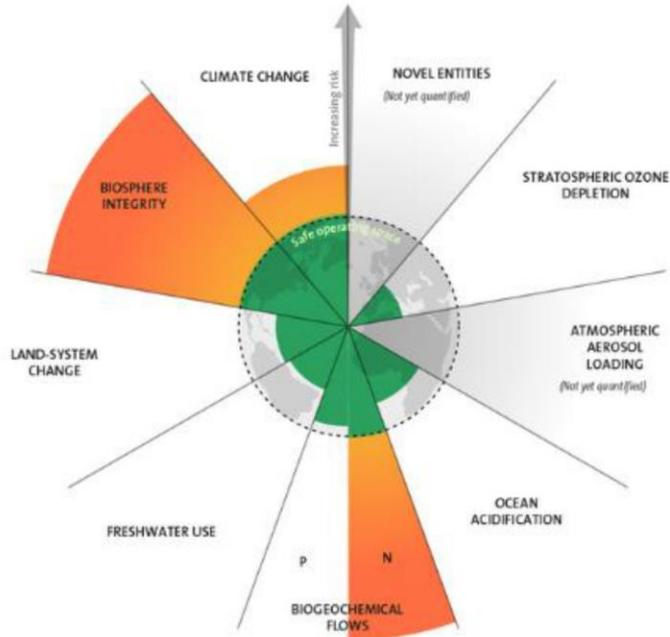 CLIMATE CHANGE
Increasing risk
NOVEL ENTITIES
(Not yet quantified)
STRATOSPHERIC OZONE
DEPLETION
BIOSPHERE
INTEGRITY
Safe operating space
ATMOSPHERIC
AEROSOL
LOADING
(Not yet quantified)
LAND-SYSTEM
CHANGE
OCEAN
ACIDIFICATION
FRESHWATER USE
P
N
BIOGEOCHEMICAL
FLOWS